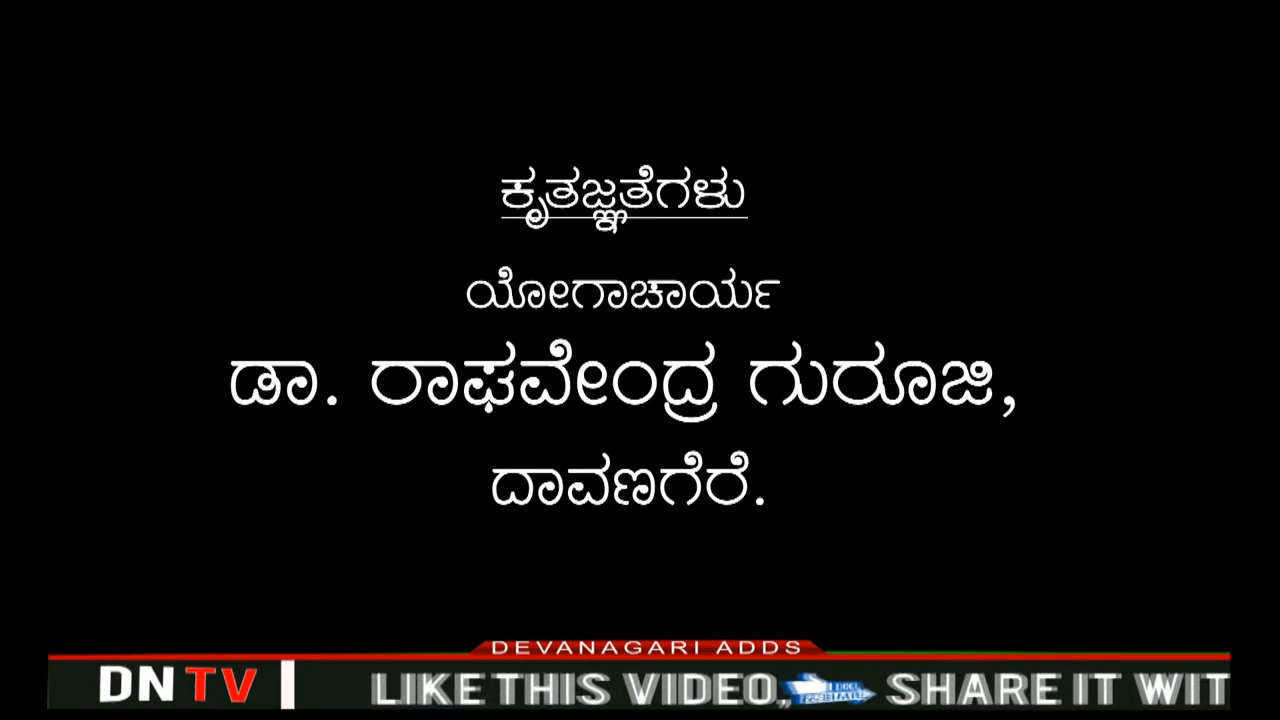 ಕೃತಜ್ಞತೆಗಳು
ಯೋಗಾಚಾರ್ಯ
ಡಾ. ರಾಘವೇಂದ್ರ ಗುರೂಜಿ,
ದಾವಣಗೆರೆ.
DEVANAGARI ADDS
DNTV
LIKE THIS VIDEO, SHARE IT WIT